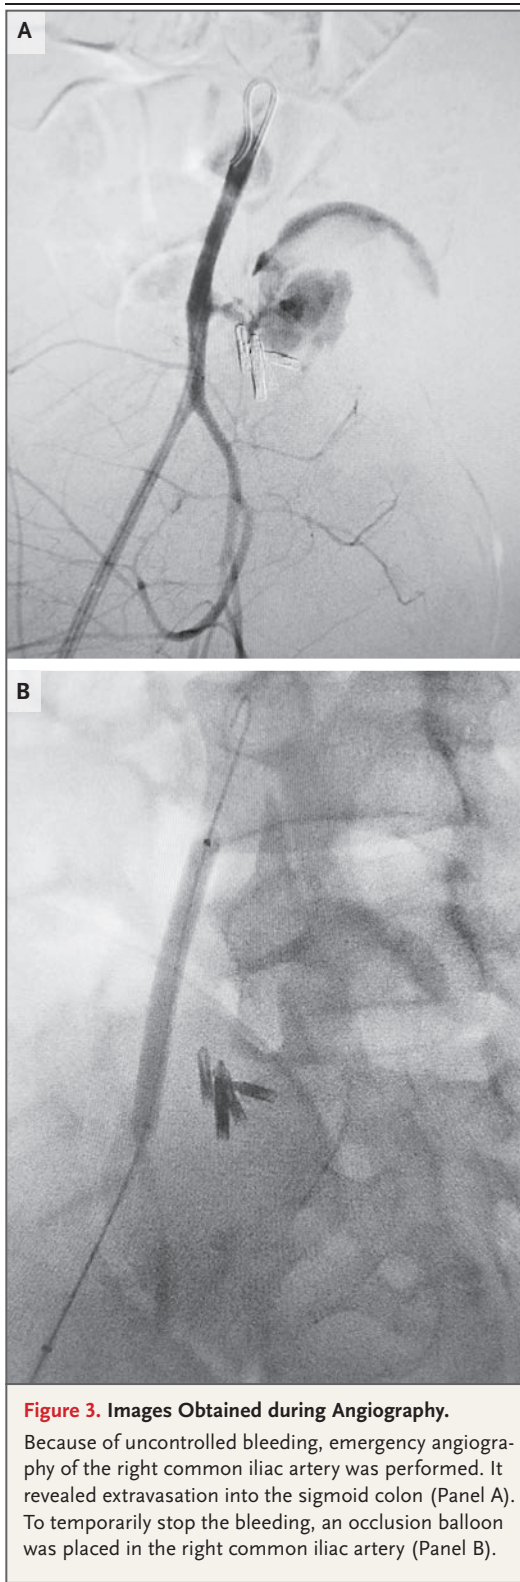 A
B
Figure 3. Images Obtained during Angiography.
Because of uncontrolled bleeding, emergency angiogra-
phy of the right common iliac artery was performed. It
revealed extravasation into the sigmoid colon (Panel A).
To temporarily stop the bleeding, an occlusion balloon
was placed in the right common iliac artery (Panel B).